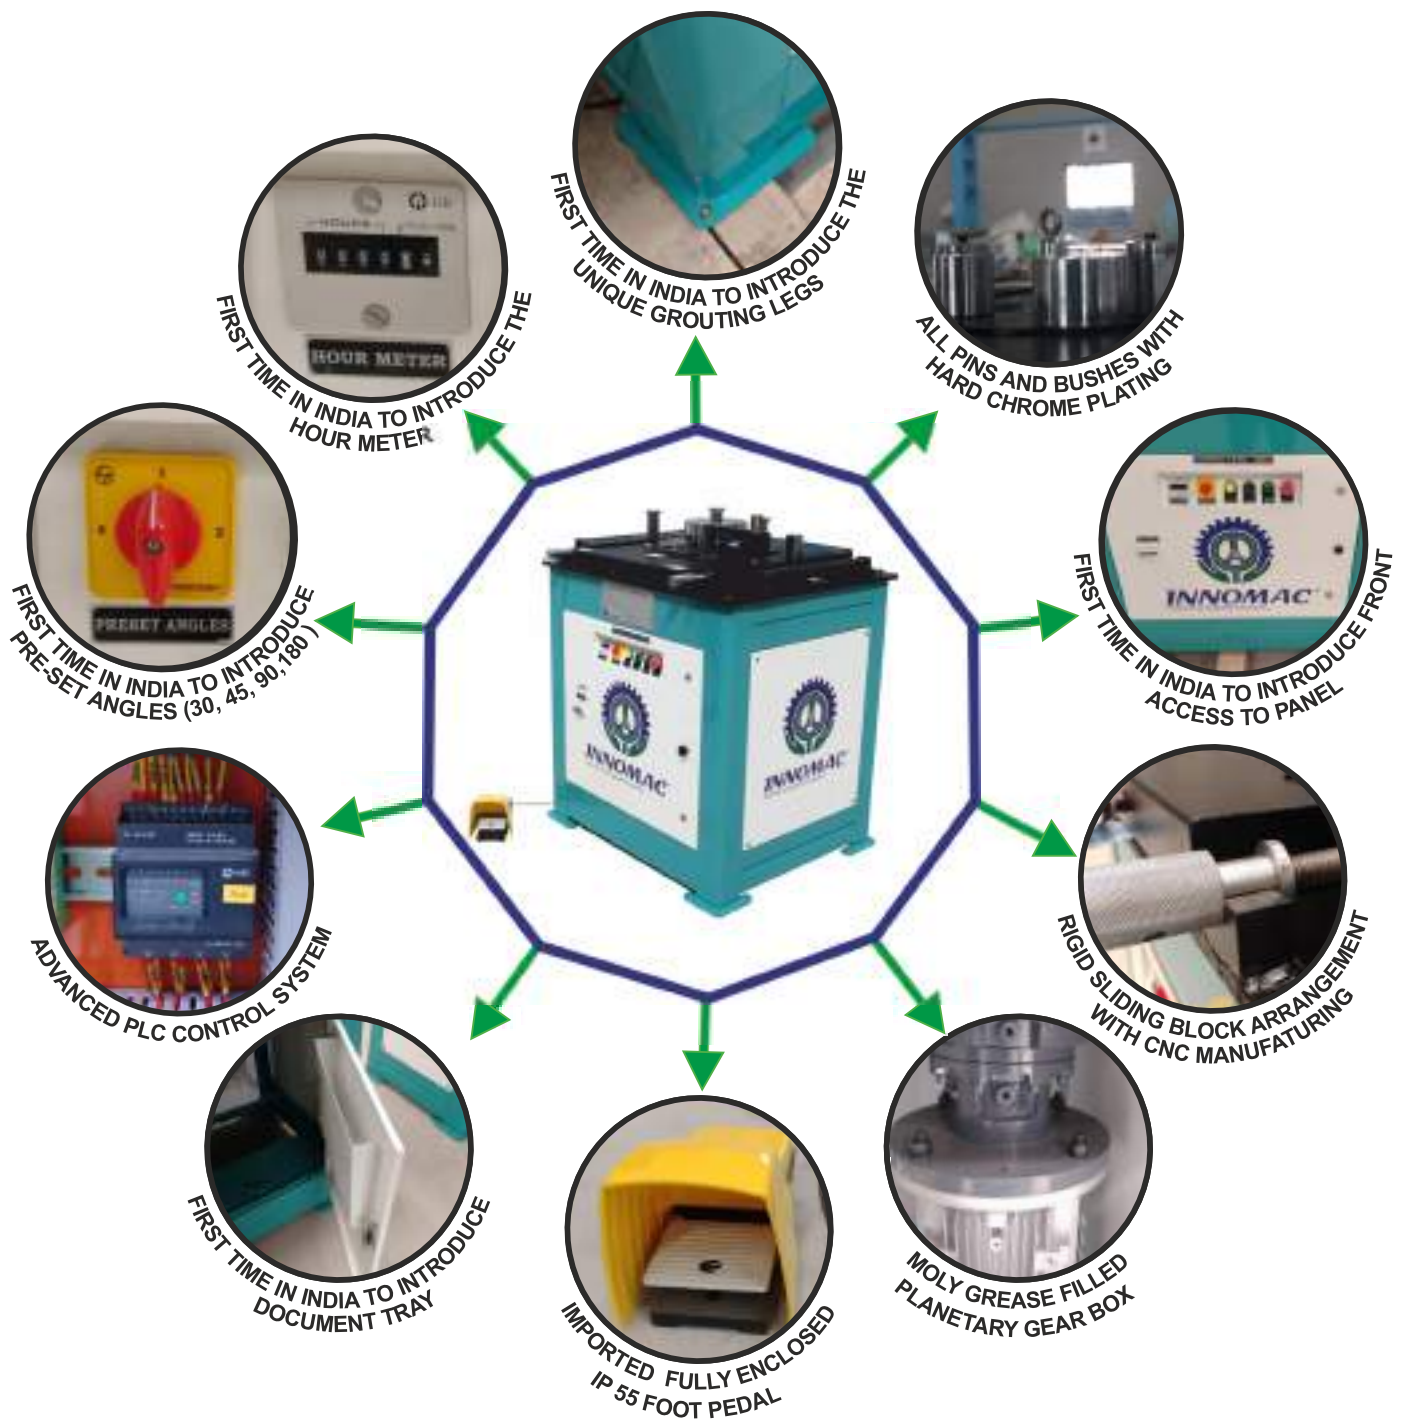 FIRST TIME IN INDIA TO INTRODUCE THE
UNIQUE GROUTING LEGS
ALL PINS AND BUSHES WITH
HARD CHROME PLATING
INNOMAC
FIRST TIME IN INDIA TO INTRODUCE FRONT
ACCESS TO PANEL
RIGID SLIDING BLOCK ARRANGEMENT
WITH CNC MANUFATURING
MOLY GREASE FILLED
PLANETARY GEAR BOX
IMPORTED FULLY ENCLOSED
IP 55 FOOT PEDAL
FIRST TIME IN INDIA TO INTRODUCE
DOCUMENT TRAY
ADVANCED PLC CONTROL SYSTEM
PRESET ANGLES
FIRST TIME IN INDIA TO INTRODUCE
PRE-SET ANGLES (30, 45, 90,180 )
HOURS
HOUR METER
FIRST TIME IN INDIA TO INTRODUCE THE
HOUR METER
INNOMAC
INNOMAC